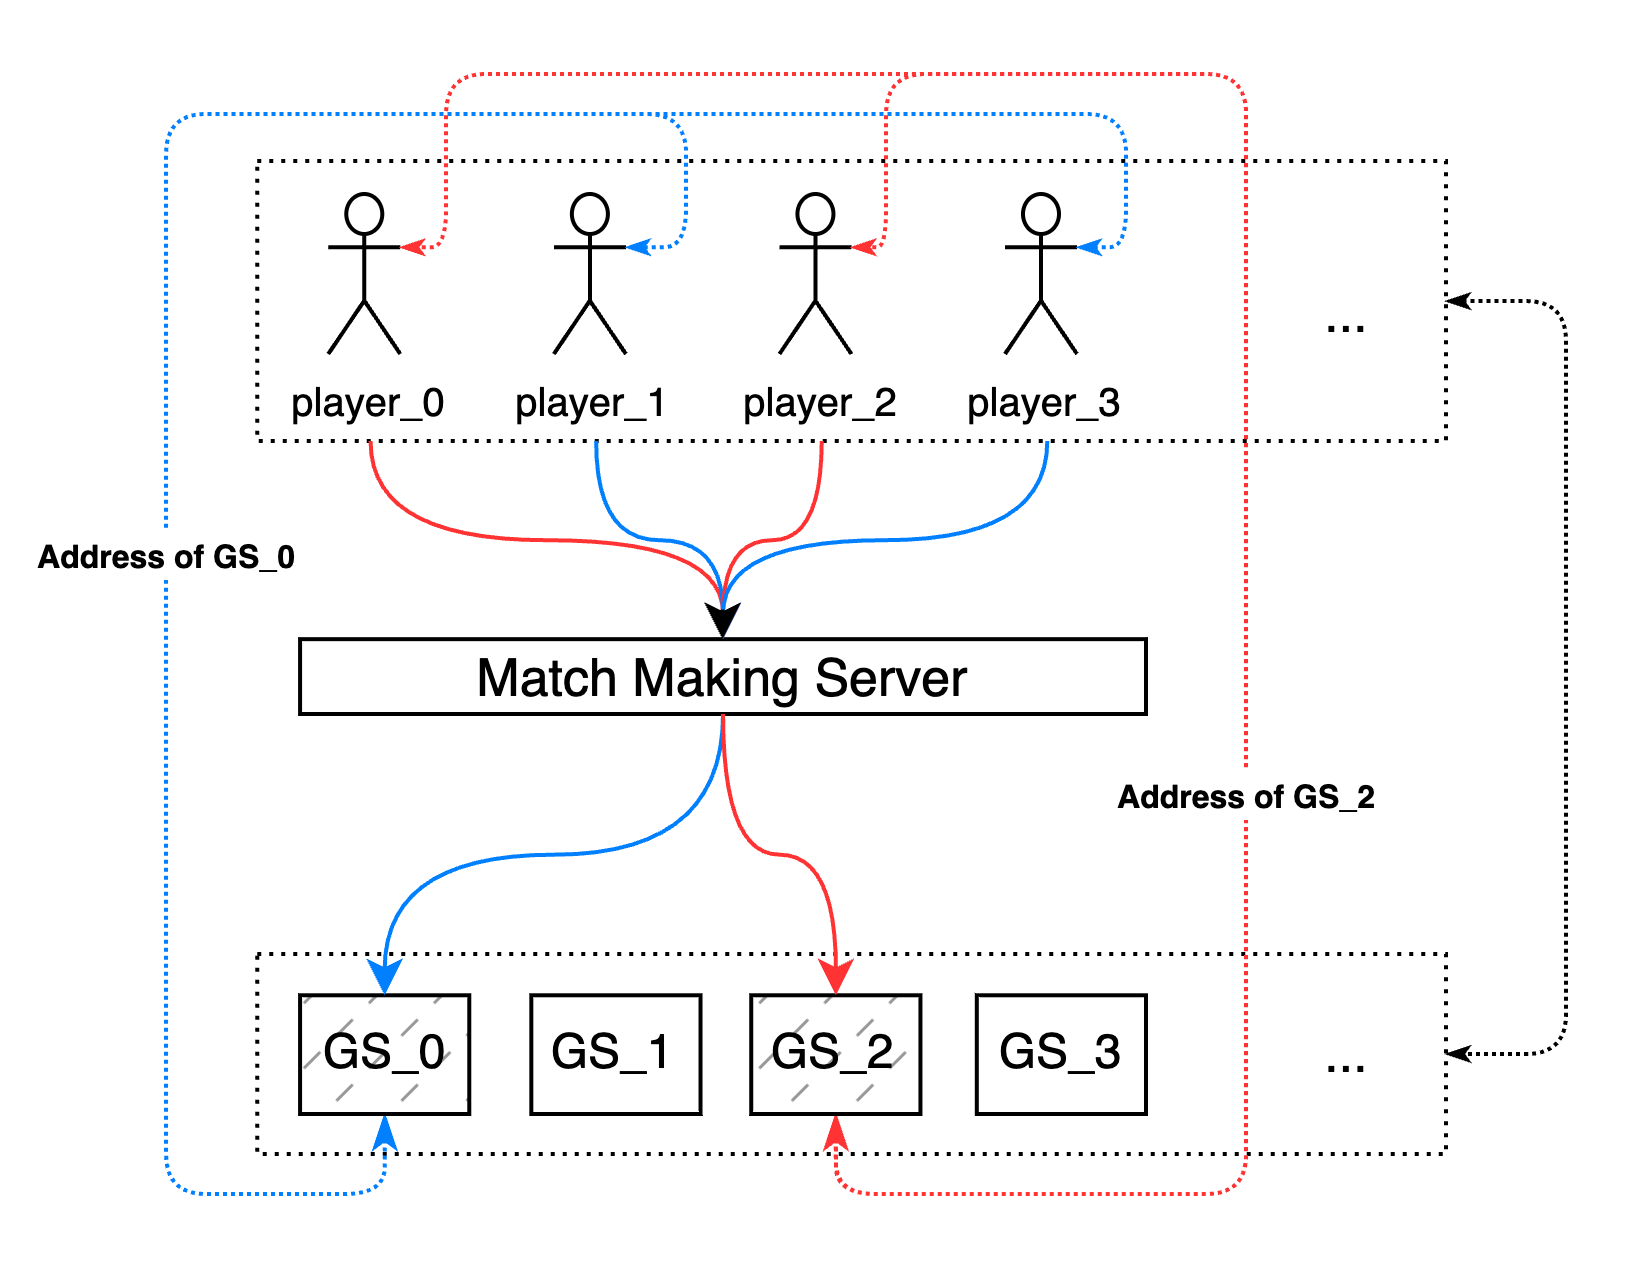 player_0 player_1 player_2 player_3 ...
Address of GS_0
Match Making Server
Address of GS_2
GS_0 GS_1 GS_2 GS_3 ...